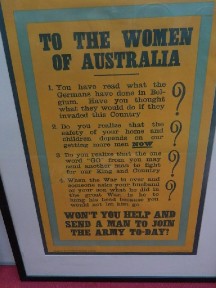 TO THE WOMEN
OF AUSTRALIA
1. You have read what the
Germans have done in Bel-
gium. Have you thought
what they would do if they
invaded this Country ?
2. Do you realise that the
safety of your home and
children depends on our
getting more men NOW ?
3. Do you realise that the one
word "GO" from you may
send another man to fight
for our King and Country ?
4. When the War is over and
someone asks your husband
or your son what he did in
the great War, is he to
hang his head because you
would not let him go ?
WON'T YOU HELP AND
SEND A MAN TO JOIN
THE ARMY TO-DAY?